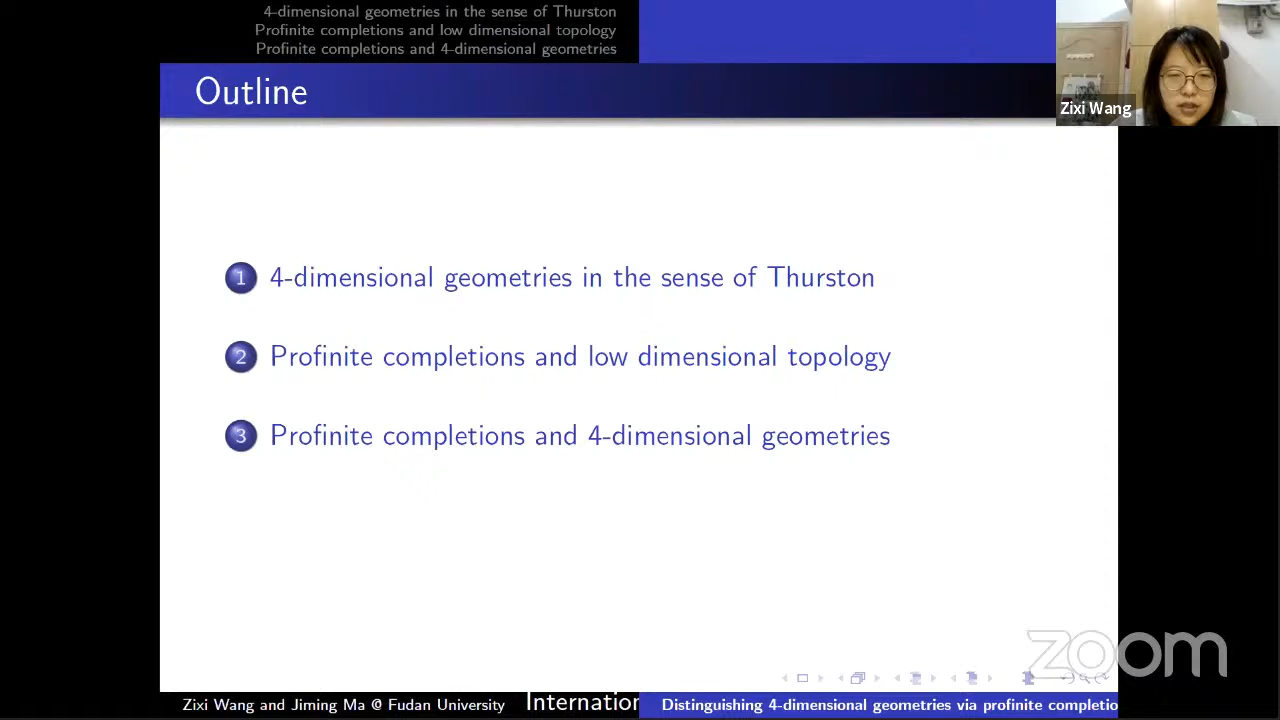 4-dimensional geometries in the sense of Thurston
Profinite completions and low dimensional topology
Profinite completions and 4-dimensional geometries
Outline
Zixi Wang
1 4-dimensional geometries in the sense of Thurston
2 Profinite completions and low dimensional topology
3 Profinite completions and 4-dimensional geometries
zoom
Zixi Wang and Jiming Ma @ Fudan University
Internation
Distinguishing 4-dimensional geometries via profinite completio